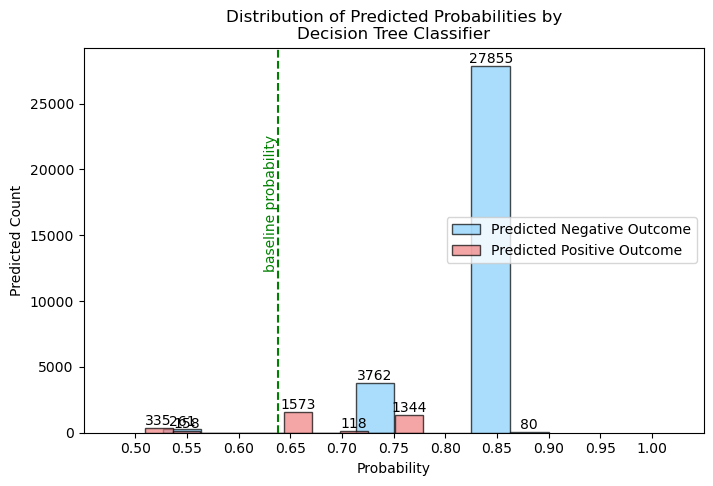 Distribution of Predicted Probabilities by
Decision Tree Classifier
Predicted Count
25000
20000
15000
10000
5000
0
baseline probability
27855
Predicted Negative Outcome
Predicted Positive Outcome
3762
1573
1344
335
261
158
118
80
0.50 0.55 0.60 0.65 0.70 0.75 0.80 0.85 0.90 0.95 1.00
Probability